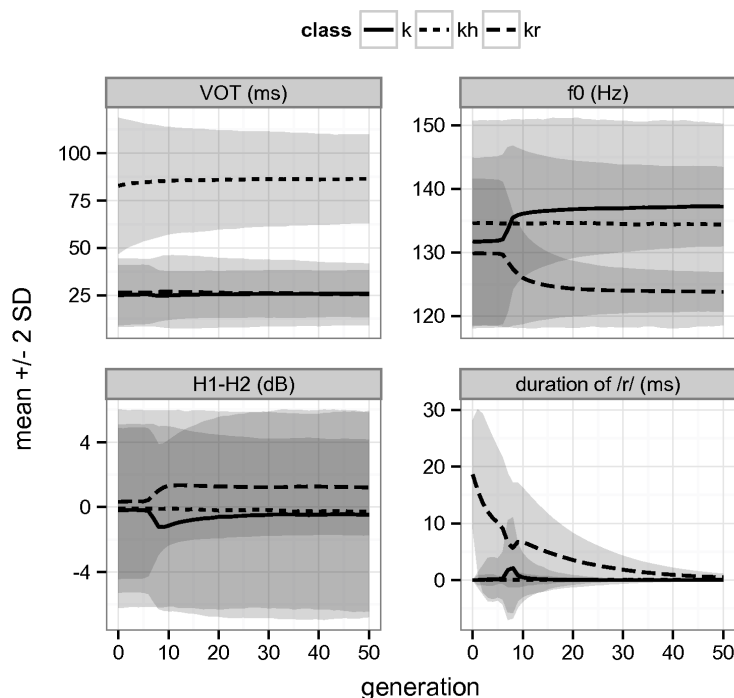 class k kh kr
VOT (ms)
f0 (Hz)
100
75
50
25
150
140
130
120
H1-H2 (dB)
duration of /r/ (ms)
4
0
-4
30
20
10
0
0 10 20 30 40 50
0 10 20 30 40 50
mean +/- 2 SD
generation